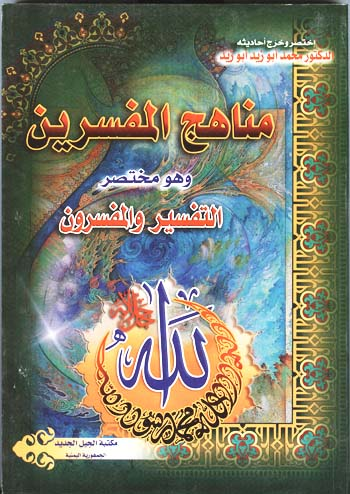 اختصر وخرج أحاديثه
الدكتور محمد أبو زيد أبو زيد
مناهج المفسرين
وهو مختصر
التفسير والمفسرون
الله
مكتبة الجيل الجديد
الجمهورية اليمنية